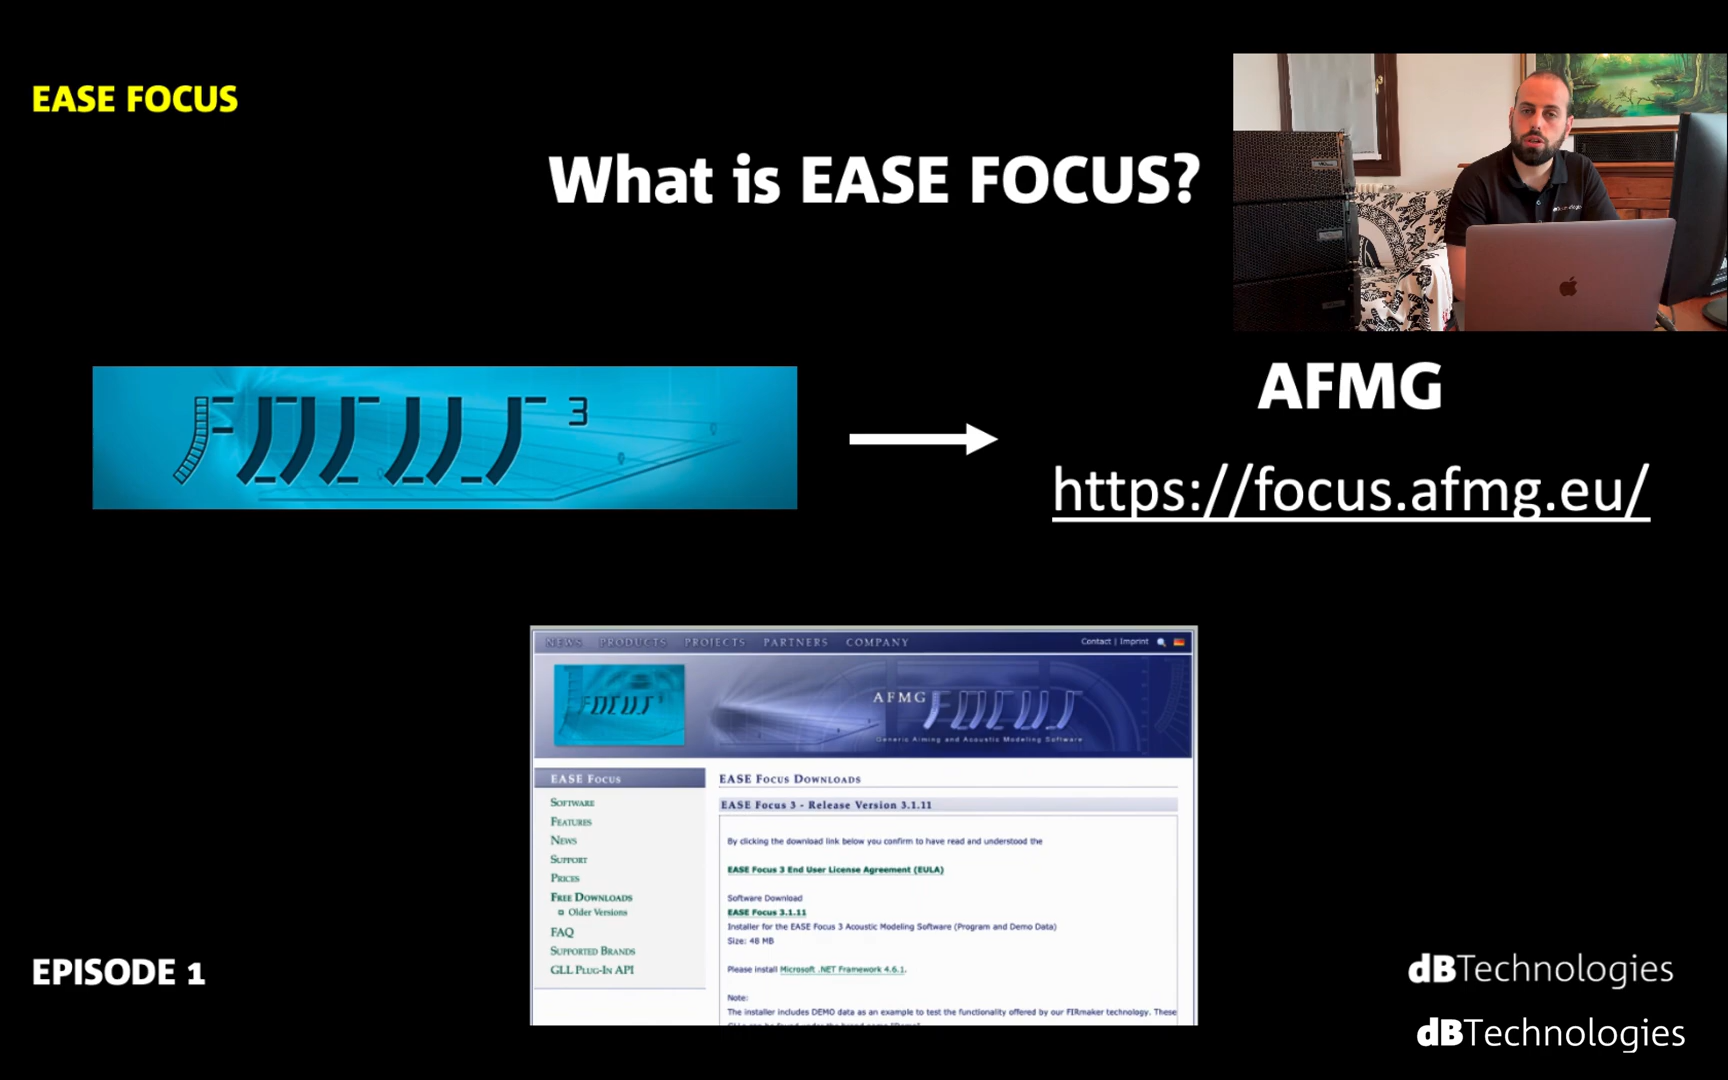 EASE FOCUS
What is EASE FOCUS?
FOCUS 3
AFMG
https://focus.afmg.eu/
NEWS PRODUCTS PROJECTS PARTNERS COMPANY
Contact | Imprint
FOCUS 3
AFMG FOCUS
Generic Aiming and Acoustic Modeling Software
EASE FOCUS
SOFTWARE
FEATURES
NEWS
SUPPORT
PRICES
FREE DOWNLOADS
Older Versions
FAQ
SUPPORTED BRANDS
GLL PLUG-IN API
EASE FOCUS DOWNLOADS
EASE Focus 3 - Release Version 3.1.11
By clicking the download link below you confirm to have read and understood the
EASE Focus 3 End User License Agreement (EULA)
Software Download
EASE Focus 3.1.11
Installer for the EASE Focus 3 Acoustic Modeling Software (Program and Demo Data)
Size: 48 MB
Please install Microsoft .NET Framework 4.6.1.
Note:
The installer includes DEMO data as an example to test the functionality offered by our FIRmaker technology. These
EPISODE 1
dBTechnologies
dBTechnologies